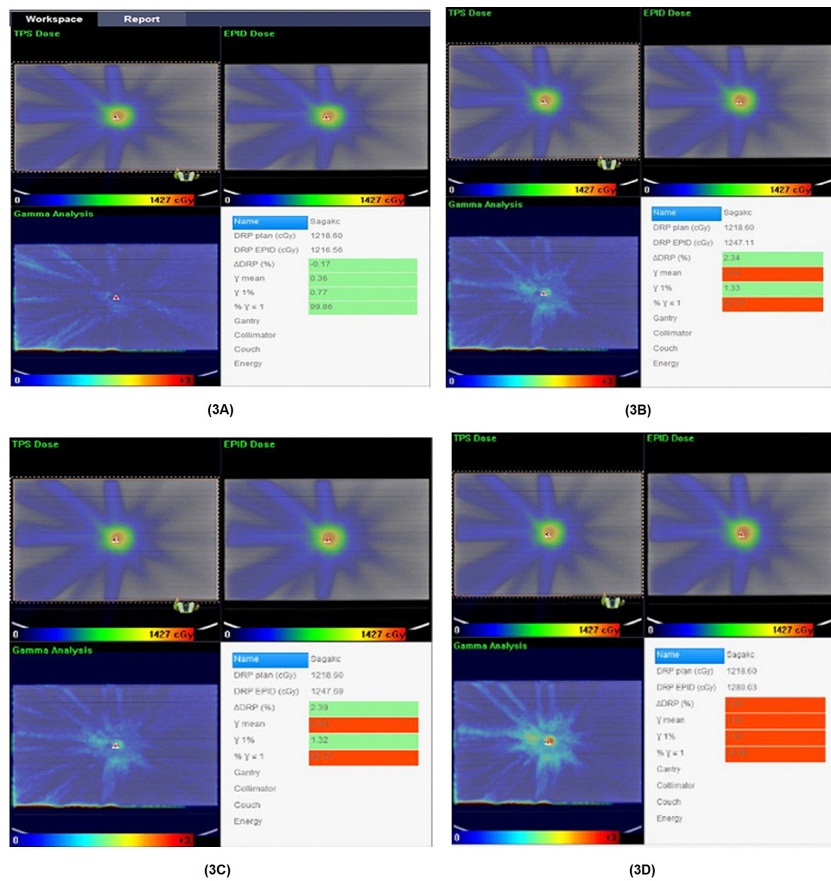 Workspace Report
TPS Dose
EPID Dose
0
1427 cGy
0
1427 cGy
Gamma Analysis
0
+3
Name Sagakc
DRP plan (cGy) 1218.60
DRP EPID (cGy) 1216.56
ΔDRP (%) -0.17
γ mean 0.36
γ 1% 0.77
% γ ≤ 1 99.86
Gantry
Collimator
Couch
Energy
(3A)
TPS Dose
EPID Dose
0
1427 cGy
0
1427 cGy
Gamma Analysis
0
+3
Name Sagakc
DRP plan (cGy) 1218.60
DRP EPID (cGy) 1247.11
ΔDRP (%) 2.34
γ mean
γ 1% 1.33
% γ ≤ 1
Gantry
Collimator
Couch
Energy
(3B)
TPS Dose
EPID Dose
0
1427 cGy
0
1427 cGy
Gamma Analysis
0
+3
Name Sagakc
DRP plan (cGy) 1218.60
DRP EPID (cGy) 1247.69
ΔDRP (%) 2.39
γ mean
γ 1% 1.32
% γ ≤ 1
Gantry
Collimator
Couch
Energy
(3C)
TPS Dose
EPID Dose
0
1427 cGy
0
1427 cGy
Gamma Analysis
0
+3
Name Sagakc
DRP plan (cGy) 1218.60
DRP EPID (cGy) 1280.03
ΔDRP (%)
γ mean
γ 1%
% γ ≤ 1
Gantry
Collimator
Couch
Energy
(3D)